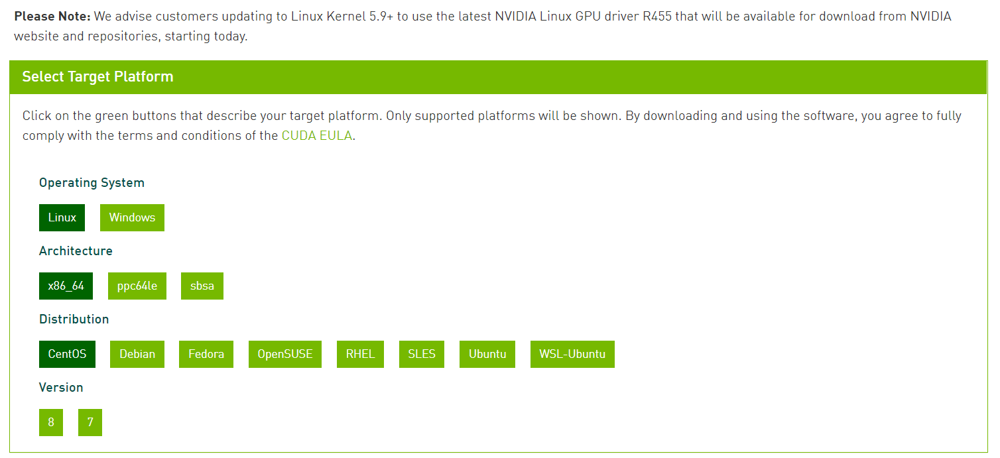 Please Note: We advise customers updating to Linux Kernel 5.9+ to use the latest NVIDIA Linux GPU driver R455 that will be available for download from NVIDIA
website and repositories, starting today.
Select Target Platform
Click on the green buttons that describe your target platform. Only supported platforms will be shown. By downloading and using the software, you agree to fully
comply with the terms and conditions of the CUDA EULA.
Operating System
Linux Windows
Architecture
x86_64 ppc64le sbsa
Distribution
CentOS Debian Fedora OpenSUSE RHEL SLES Ubuntu WSL-Ubuntu
Version
8 7